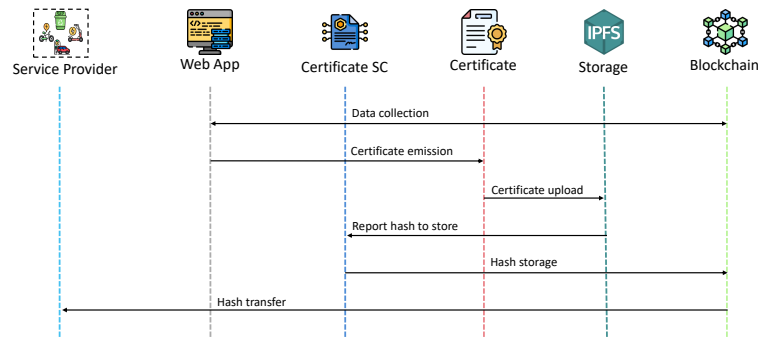 IPFS
Service Provider
Web App
Certificate SC
Certificate
Storage
Blockchain
Data collection
Certificate emission
Certificate upload
Report hash to store
Hash storage
Hash transfer